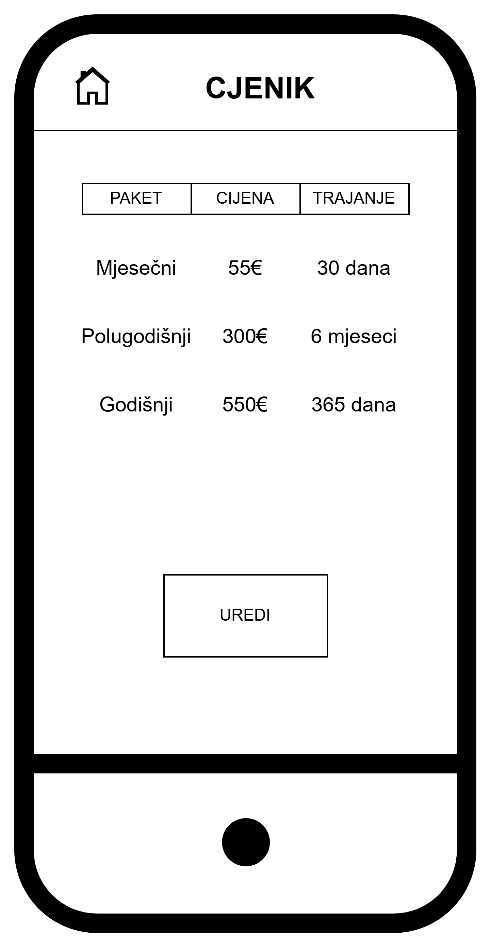 CJENIK
PAKET CIJENA TRAJANJE
Mjesečni 55€ 30 dana
Polugodišnji 300€ 6 mjeseci
Godišnji 550€ 365 dana
UREDI